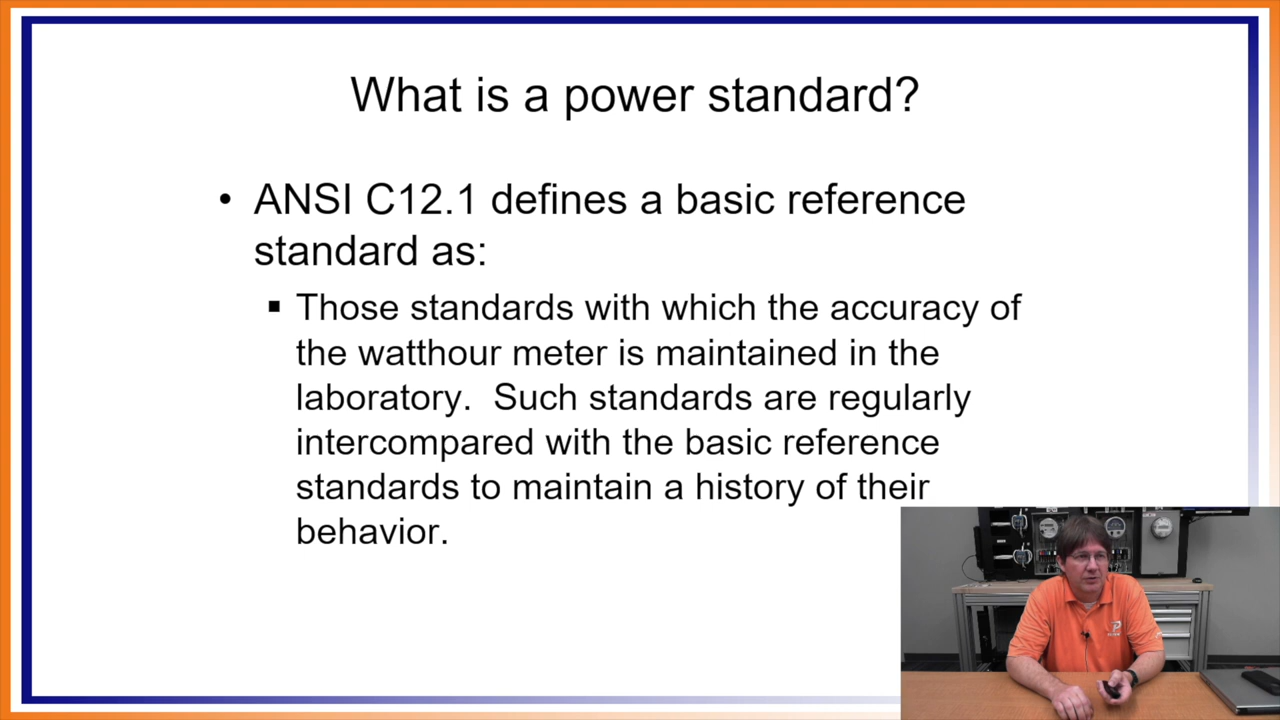 What is a power standard?
• ANSI C12.1 defines a basic reference
standard as:
▪ Those standards with which the accuracy of
the watthour meter is maintained in the
laboratory.  Such standards are regularly
intercompared with the basic reference
standards to maintain a history of their
behavior.